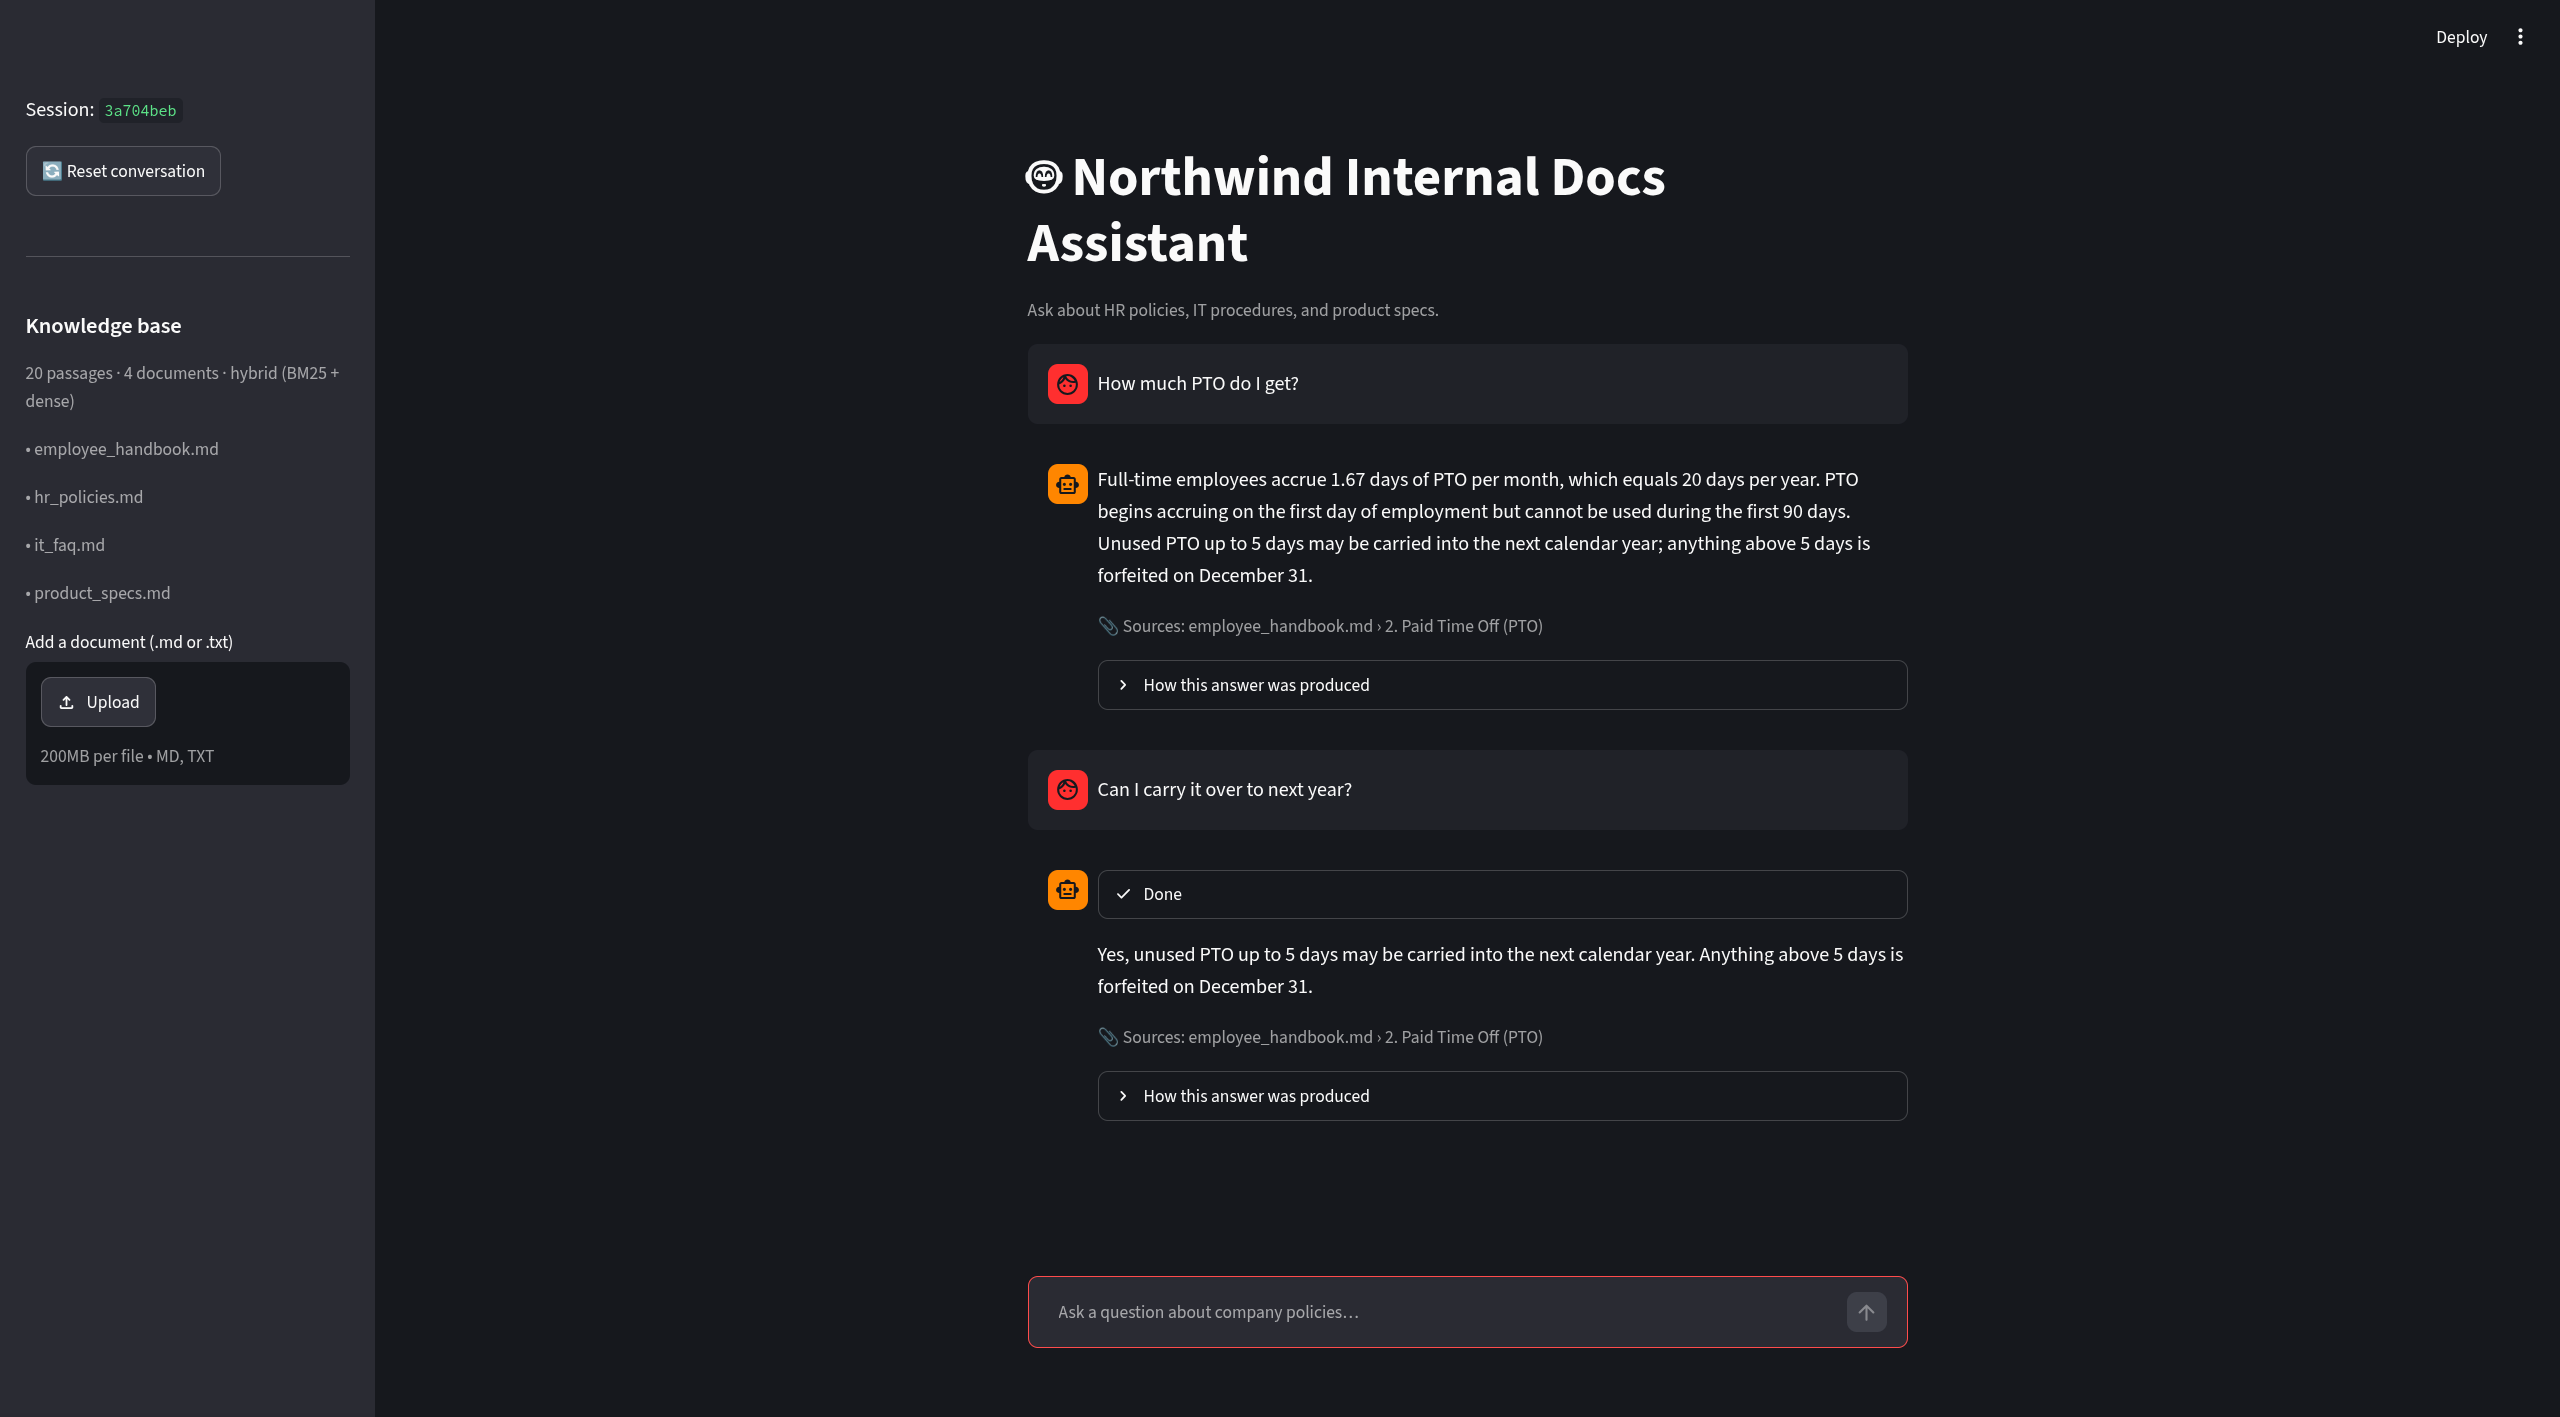 Deploy
Session: 3a704beb
Reset conversation
Knowledge base
20 passages · 4 documents · hybrid (BM25 +
dense)
• employee_handbook.md
• hr_policies.md
• it_faq.md
• product_specs.md
Add a document (.md or .txt)
Upload
200MB per file • MD, TXT
Northwind Internal Docs
Assistant
Ask about HR policies, IT procedures, and product specs.
How much PTO do I get?
Full-time employees accrue 1.67 days of PTO per month, which equals 20 days per year. PTO
begins accruing on the first day of employment but cannot be used during the first 90 days.
Unused PTO up to 5 days may be carried into the next calendar year; anything above 5 days is
forfeited on December 31.
Sources: employee_handbook.md › 2. Paid Time Off (PTO)
How this answer was produced
Can I carry it over to next year?
Done
Yes, unused PTO up to 5 days may be carried into the next calendar year. Anything above 5 days is
forfeited on December 31.
Sources: employee_handbook.md › 2. Paid Time Off (PTO)
How this answer was produced
Ask a question about company policies…